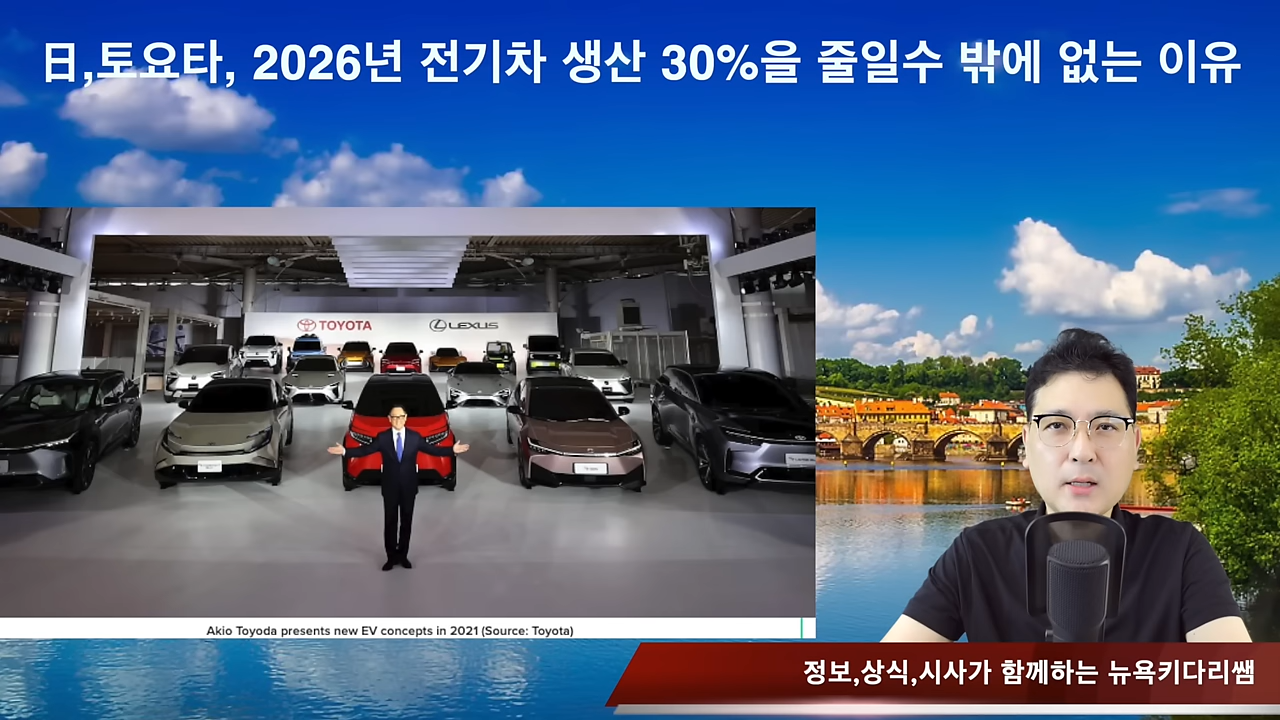 日,토요타, 2026년 전기차 생산 30%을 줄일수 밖에 없는 이유
TOYOTA
LEXUS
Akio Toyoda presents new EV concepts in 2021 (Source: Toyota)
정보,상식,시사가 함께하는 뉴욕키다리쌤